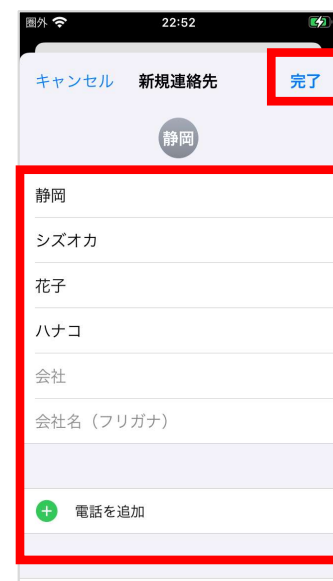 圏外 22:52
キャンセル 新規連絡先 完了
静岡
静岡
シズオカ
花子
ハナコ
会社
会社名（フリガナ）
電話を追加